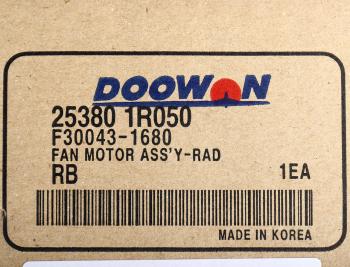 DOOWON
25380 1R050
F30043-1680
FAN MOTOR ASS'Y-RAD
RB 1EA
MADE IN KOREA